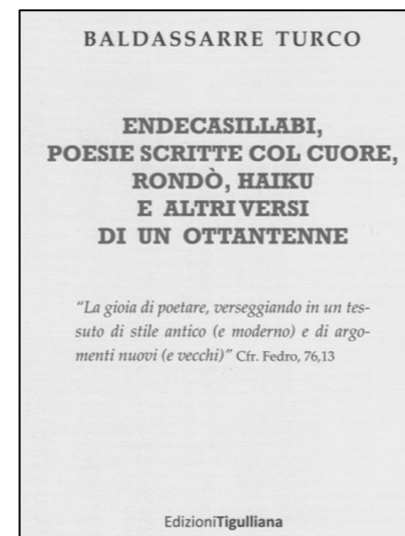 BALDASSARRE TURCO
ENDECASILLABI,
POESIE SCRITTE COL CUORE,
RONDÒ, HAIKU
E ALTRI VERSI
DI UN OTTANTENNE
"La gioia di poetare, verseggiando in un tes-
suto di stile antico (e moderno) e di argo-
menti nuovi (e vecchi)" Cfr. Fedro, 76,13
EdizioniTigulliana